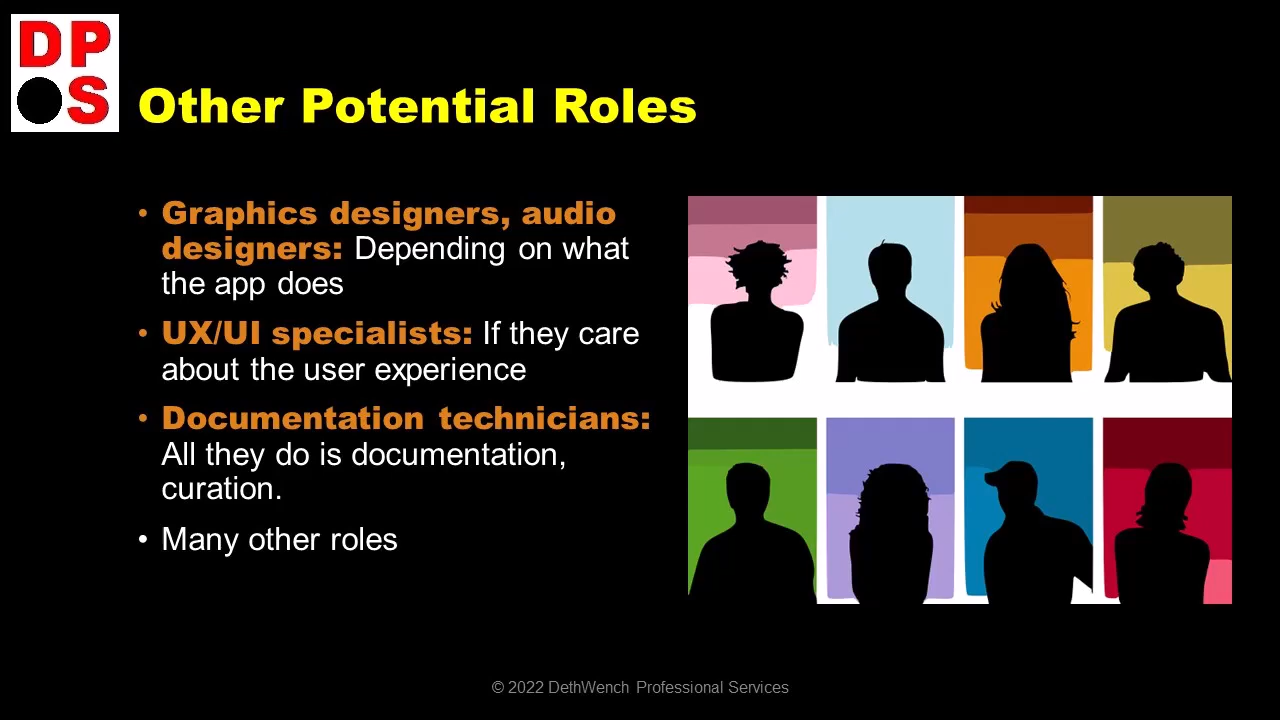 DP
S
Other Potential Roles
• Graphics designers, audio
designers: Depending on what
the app does
• UX/UI specialists: If they care
about the user experience
• Documentation technicians:
All they do is documentation,
curation.
• Many other roles
© 2022 DethWench Professional Services